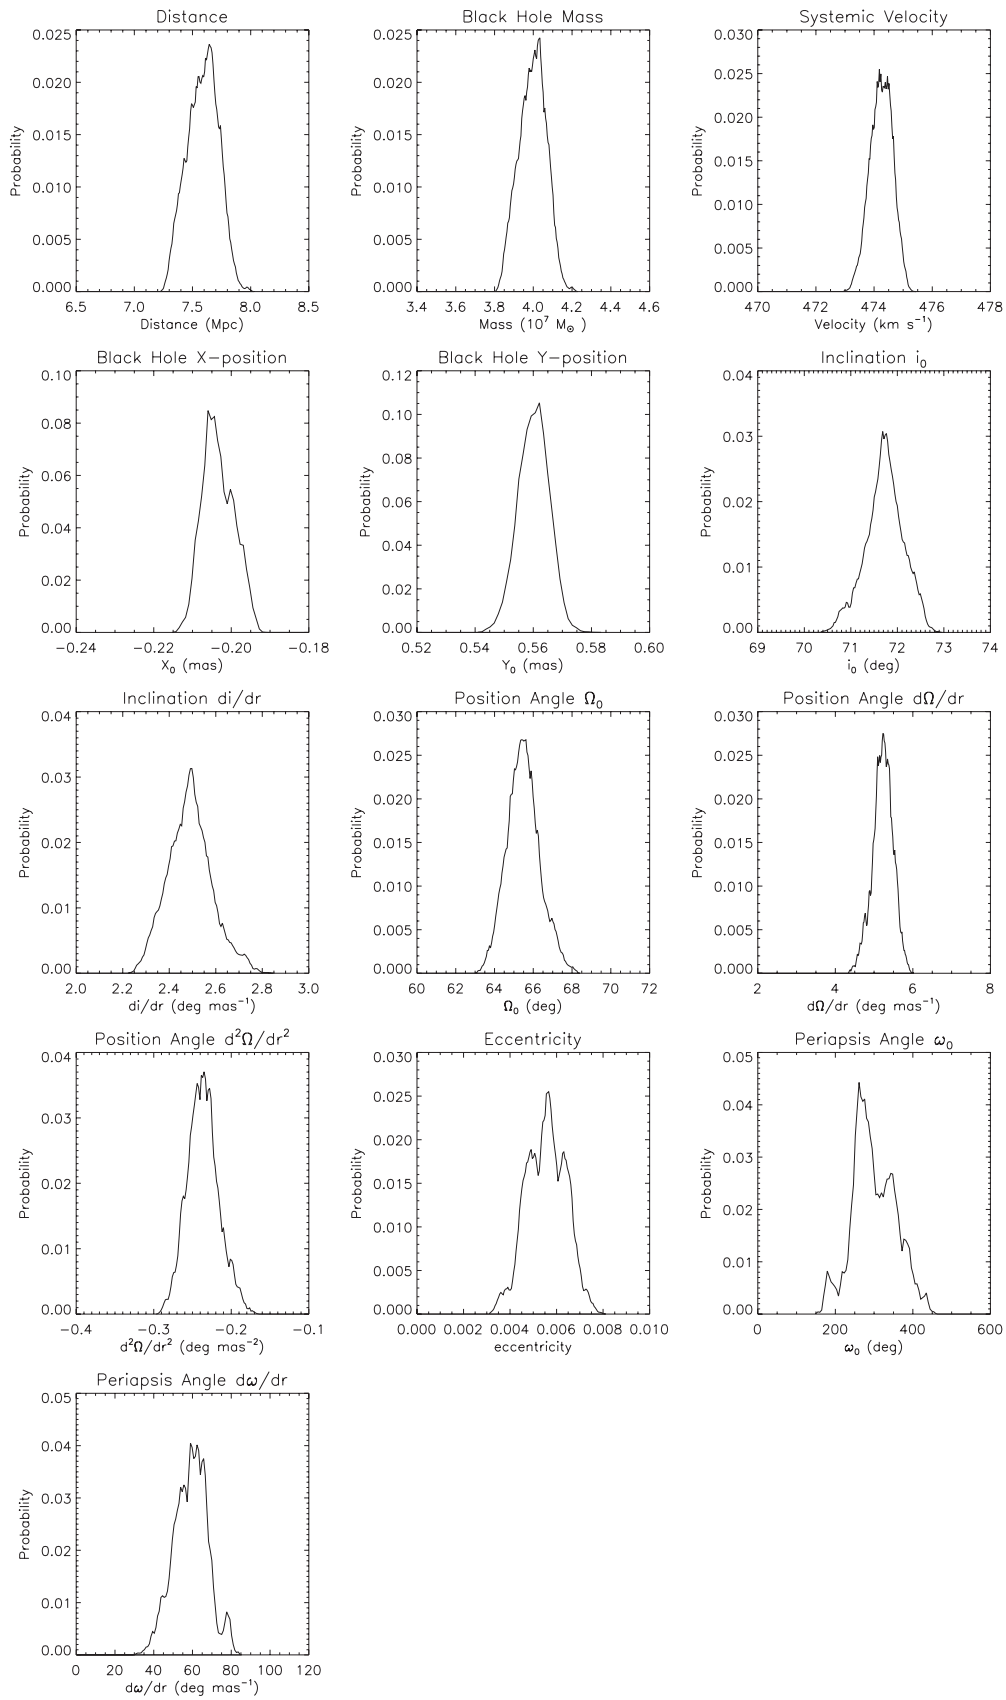 Distance
Black Hole Mass
Systemic Velocity
0.025
0.020
0.015
0.010
0.005
0.000
Probability
6.5 7.0 7.5 8.0 8.5
Distance (Mpc)
0.025
0.020
0.015
0.010
0.005
0.000
Probability
3.4 3.6 3.8 4.0 4.2 4.4 4.6
Mass (10⁷ M☉)
0.030
0.025
0.020
0.015
0.010
0.005
0.000
Probability
470 472 474 476 478
Velocity (km s⁻¹)
Black Hole X−position
Black Hole Y−position
Inclination i₀
0.10
0.08
0.06
0.04
0.02
0.00
Probability
−0.24 −0.22 −0.20 −0.18
X₀ (mas)
0.12
0.10
0.08
0.06
0.04
0.02
0.00
Probability
0.52 0.54 0.56 0.58 0.60
Y₀ (mas)
0.04
0.03
0.02
0.01
0.00
Probability
69 70 71 72 73 74
i₀ (deg)
Inclination di/dr
Position Angle Ω₀
Position Angle dΩ/dr
0.04
0.03
0.02
0.01
0.00
Probability
2.0 2.2 2.4 2.6 2.8 3.0
di/dr (deg mas⁻¹)
0.030
0.025
0.020
0.015
0.010
0.005
0.000
Probability
60 62 64 66 68 70 72
Ω₀ (deg)
0.030
0.025
0.020
0.015
0.010
0.005
0.000
Probability
2 4 6 8
dΩ/dr (deg mas⁻¹)
Position Angle d²Ω/dr²
Eccentricity
Periapsis Angle ω₀
0.04
0.03
0.02
0.01
0.00
Probability
−0.4 −0.3 −0.2 −0.1
d²Ω/dr² (deg mas⁻²)
0.030
0.025
0.020
0.015
0.010
0.005
0.000
Probability
0.000 0.002 0.004 0.006 0.008 0.010
eccentricity
0.05
0.04
0.03
0.02
0.01
0.00
Probability
0 200 400 600
ω₀ (deg)
Periapsis Angle dω/dr
0.05
0.04
0.03
0.02
0.01
0.00
Probability
0 20 40 60 80 100 120
dω/dr (deg mas⁻¹)